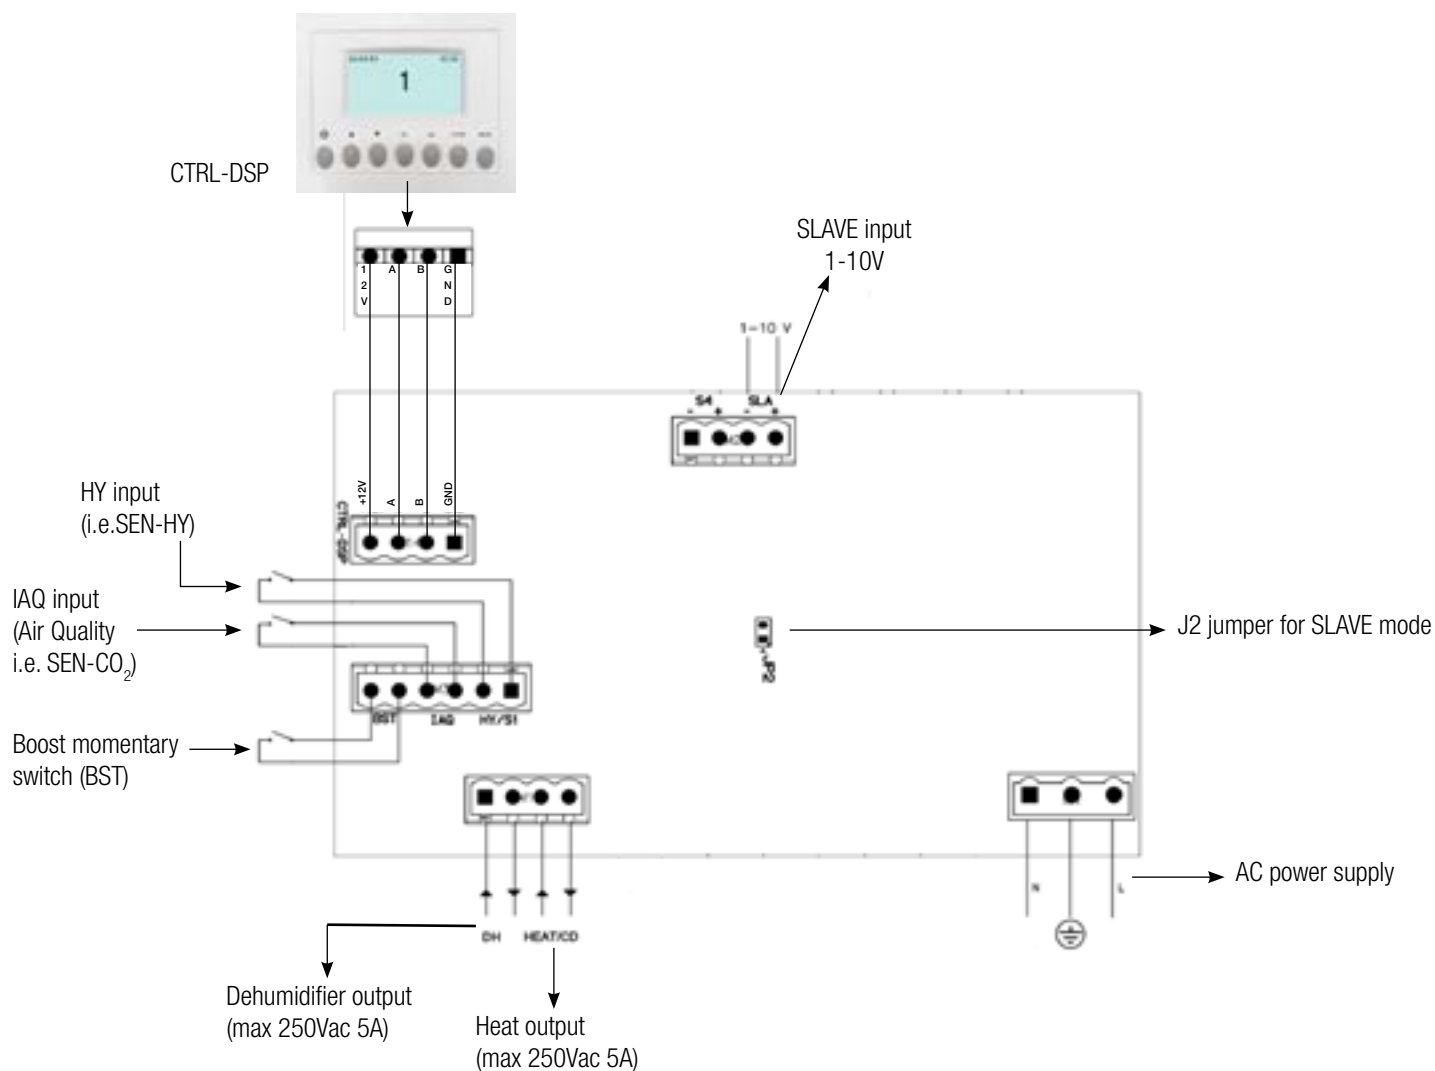 1
CTRL-DSP
1 2 V
A
B
G N D
SLAVE input
1-10V
1-10 V
S4
SLA
- + - +
+12V
A
B
GND
CTRL-DSP
HY input
(i.e.SEN-HY)
IAQ input
(Air Quality
i.e. SEN-CO2)
J2 jumper for SLAVE mode
JP2
BST
IAQ
HY/S1
Boost momentary
switch (BST)
N
L
AC power supply
DH
HEAT/CD
Dehumidifier output
(max 250Vac 5A)
Heat output
(max 250Vac 5A)